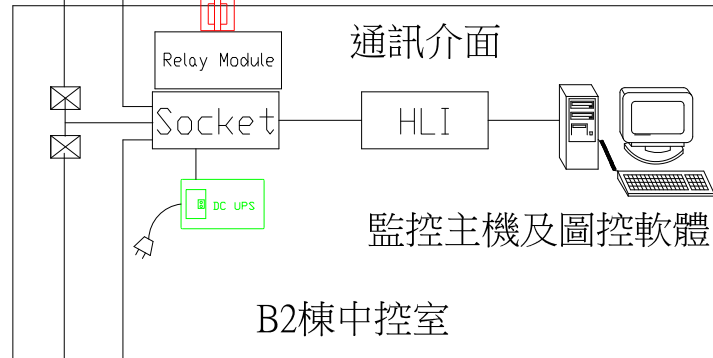 通訊介面
Relay Module
Socket
HLI
DC UPS
監控主機及圖控軟體
B2棟中控室